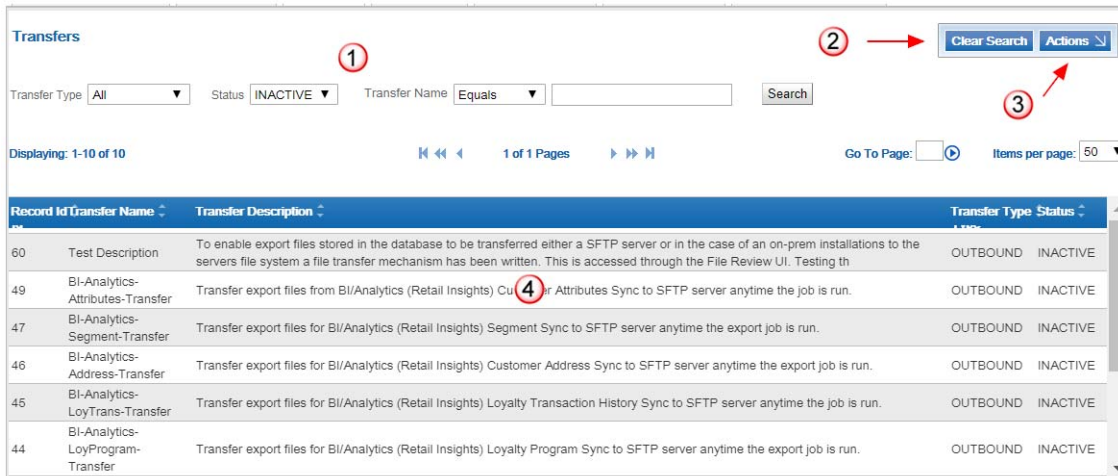 Transfers
1
2
Clear Search Actions
3
Transfer Type All Status INACTIVE Transfer Name Equals Search
Displaying: 1-10 of 10 1 of 1 Pages Go To Page: Items per page: 50
Record Id Transfer Name Transfer Description Transfer Type Status
60 Test Description To enable export files stored in the database to be transferred either a SFTP server or in the case of an on-prem installations to the
servers file system a file transfer mechanism has been written. This is accessed through the File Review UI. Testing th OUTBOUND INACTIVE
49 BI-Analytics-
Attributes-Transfer Transfer export files from BI/Analytics (Retail Insights) Cu 4 r Attributes Sync to SFTP server anytime the job is run. OUTBOUND INACTIVE
47 BI-Analytics-
Segment-Transfer Transfer export files for BI/Analytics (Retail Insights) Segment Sync to SFTP server anytime the export job is run. OUTBOUND INACTIVE
46 BI-Analytics-
Address-Transfer Transfer export files for BI/Analytics (Retail Insights) Customer Address Sync to SFTP server anytime the export job is run. OUTBOUND INACTIVE
45 BI-Analytics-
LoyTrans-Transfer Transfer export files for BI/Analytics (Retail Insights) Loyalty Transaction History Sync to SFTP server anytime the job is run. OUTBOUND INACTIVE
44 BI-Analytics-
LoyProgram-
Transfer Transfer export files for BI/Analytics (Retail Insights) Loyalty Program Sync to SFTP server anytime the export job is run. OUTBOUND INACTIVE